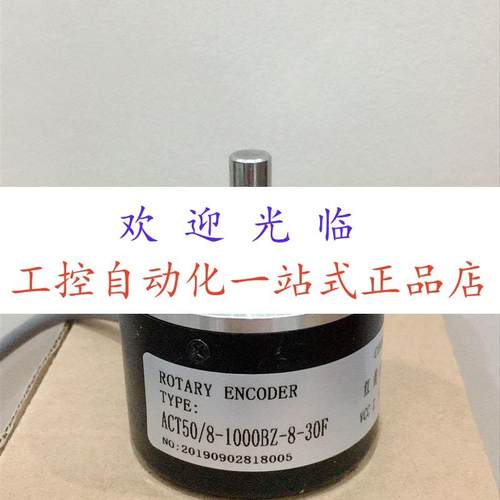 欢迎光临
工控自动化一站式正品店
ROTARY ENCODER
TYPE:
ACT50/8-1000BZ-8-30F
NO:20190902818005
VCC